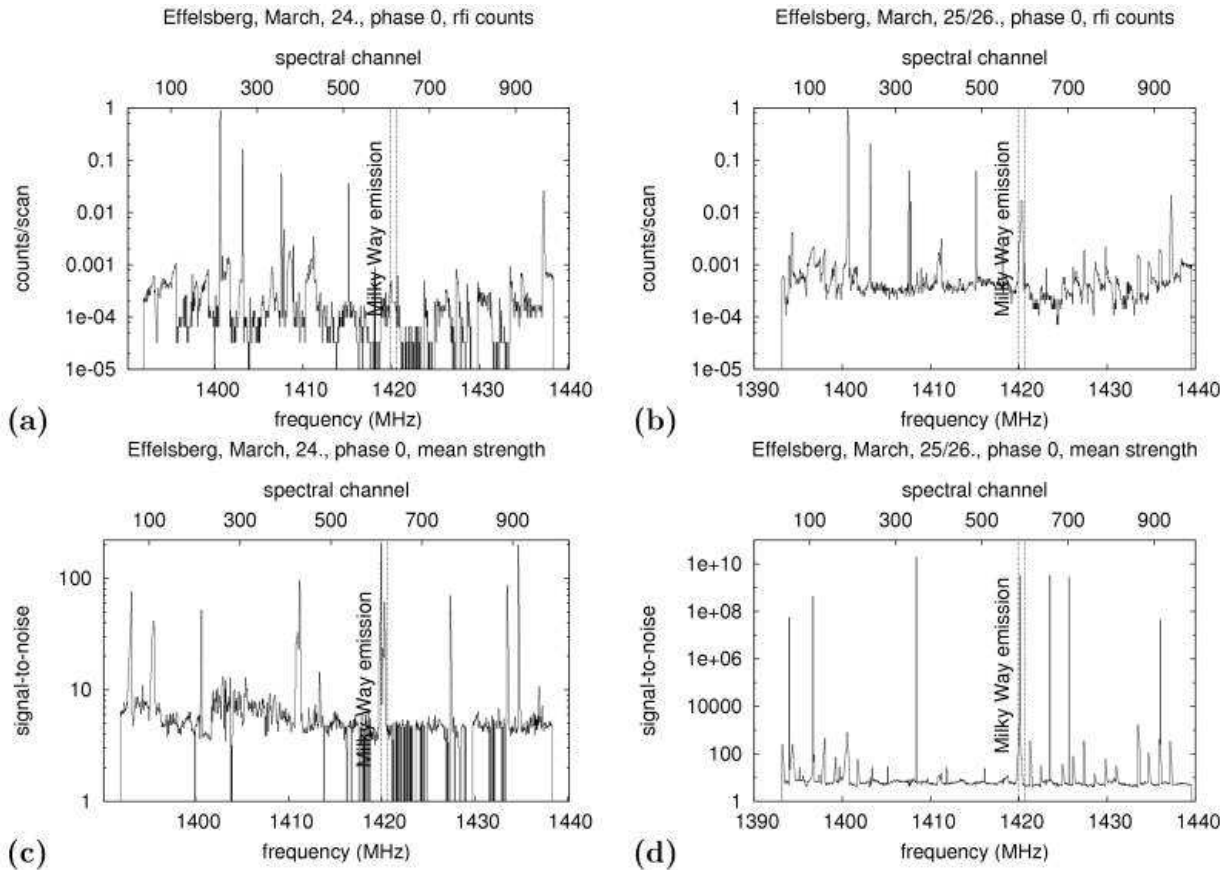 Effelsberg, March, 24., phase 0, rfi counts
spectral channel
100 300 500 700 900
1
0.1
0.01
0.001
1e-04
1e-05
counts/scan
Milky Way emission
1400 1410 1420 1430 1440
frequency (MHz)
(a)
Effelsberg, March, 25/26., phase 0, rfi counts
spectral channel
100 300 500 700 900
1
0.1
0.01
0.001
1e-04
1e-05
counts/scan
Milky Way emission
1390 1400 1410 1420 1430 1440
frequency (MHz)
(b)
Effelsberg, March, 24., phase 0, mean strength
spectral channel
100 300 500 700 900
100
10
1
signal-to-noise
Milky Way emission
1400 1410 1420 1430 1440
frequency (MHz)
(c)
Effelsberg, March, 25/26., phase 0, mean strength
spectral channel
100 300 500 700 900
1e+10
1e+08
1e+06
10000
100
1
signal-to-noise
Milky Way emission
1390 1400 1410 1420 1430 1440
frequency (MHz)
(d)